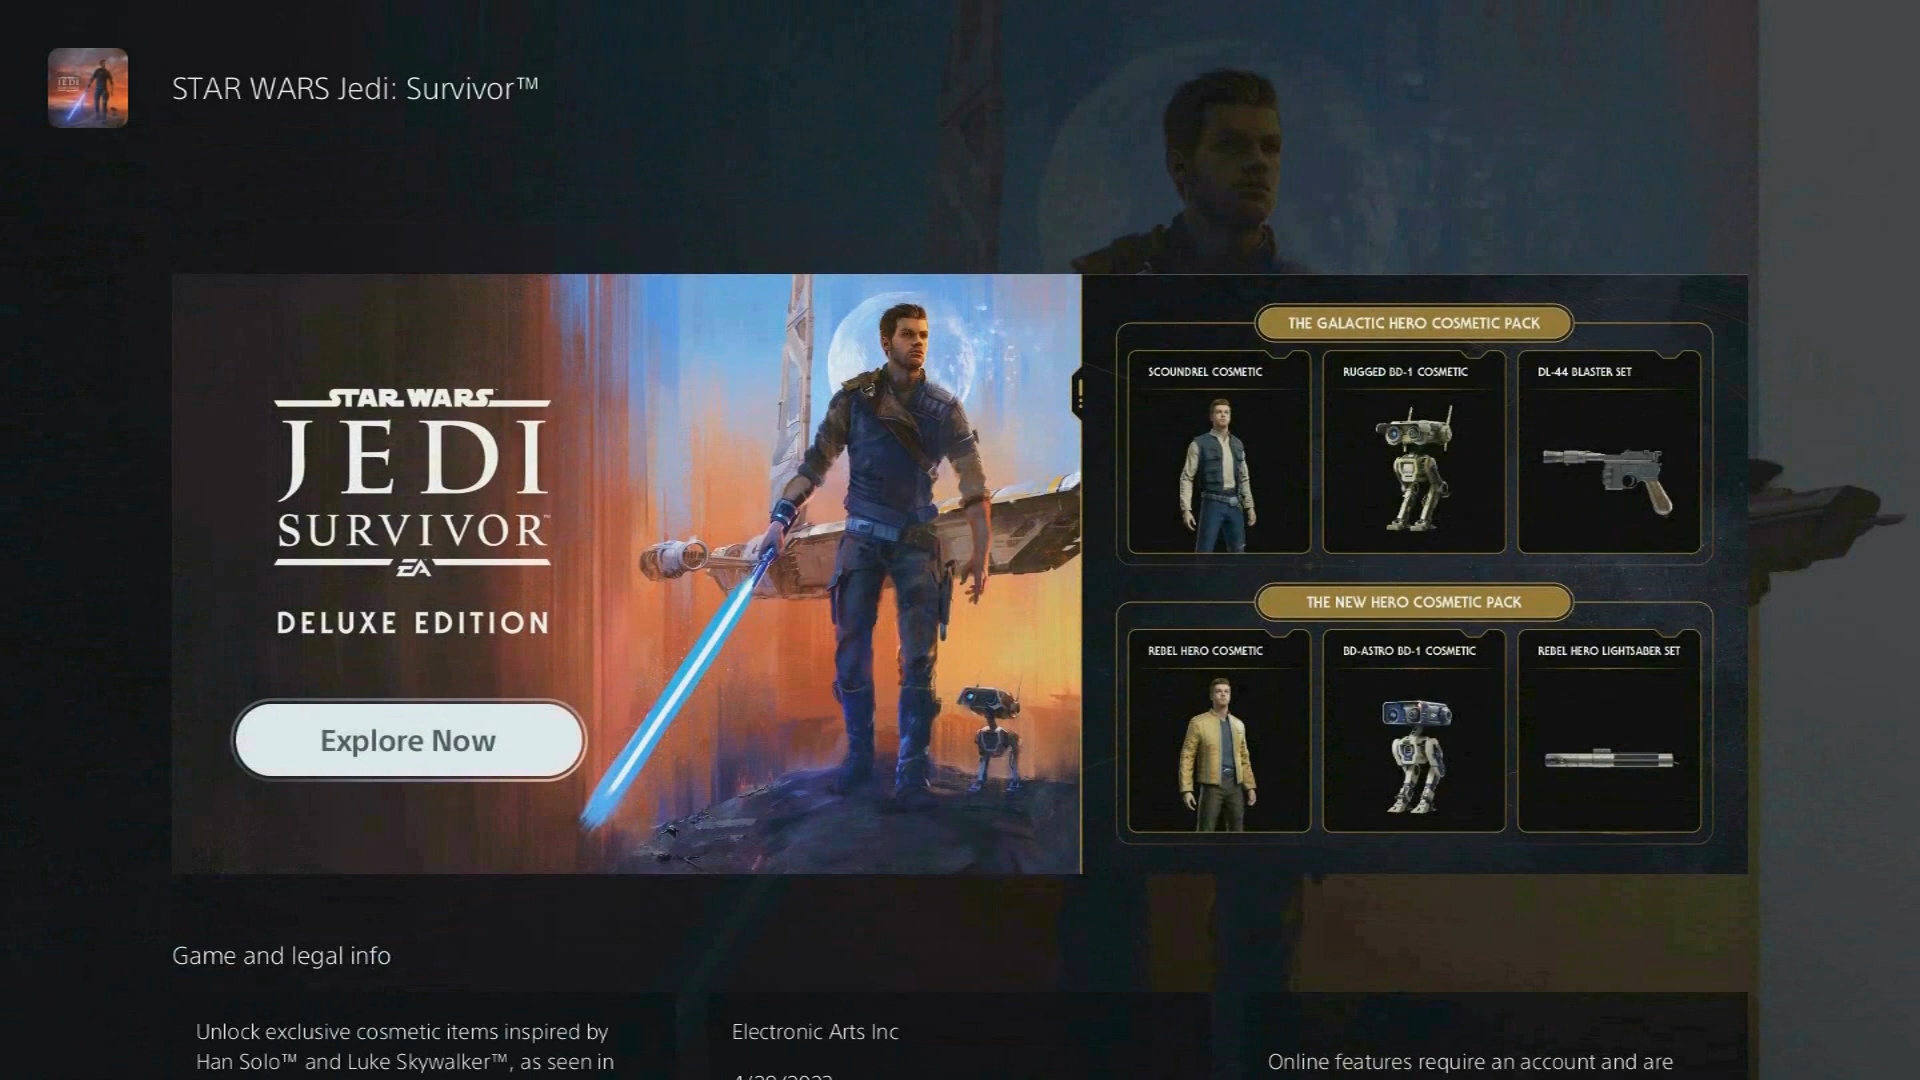 STAR WARS Jedi: Survivor™
STAR WARS
JEDI
SURVIVOR™
EA
DELUXE EDITION
Explore Now
THE GALACTIC HERO COSMETIC PACK
SCOUNDREL COSMETIC
RUGGED BD-1 COSMETIC
DL-44 BLASTER SET
THE NEW HERO COSMETIC PACK
REBEL HERO COSMETIC
BD-ASTRO BD-1 COSMETIC
REBEL HERO LIGHTSABER SET
Game and legal info
Unlock exclusive cosmetic items inspired by
Han Solo™ and Luke Skywalker™, as seen in
Electronic Arts Inc
Online features require an account and are